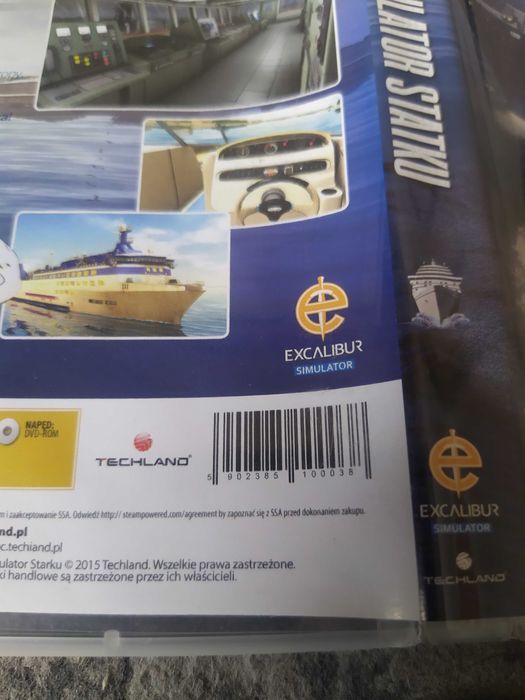 EXCALIBUR
SIMULATOR
NAPĘD:
DVD-ROM
TECHLAND®
5 902385 100038
m i zaakceptowanie SSA. Odwiedź http:// steampowered.com/agreement by zapoznać się z SSA przed dokonaniem zakupu.
nd.pl
c.techland.pl
ulator Starku © 2015 Techland. Wszelkie prawa zastrzeżone.
ki handlowe są zastrzeżone przez ich właścicieli.
ULATOR STATKU
EXCALIBUR
SIMULATOR
TECHLAND®